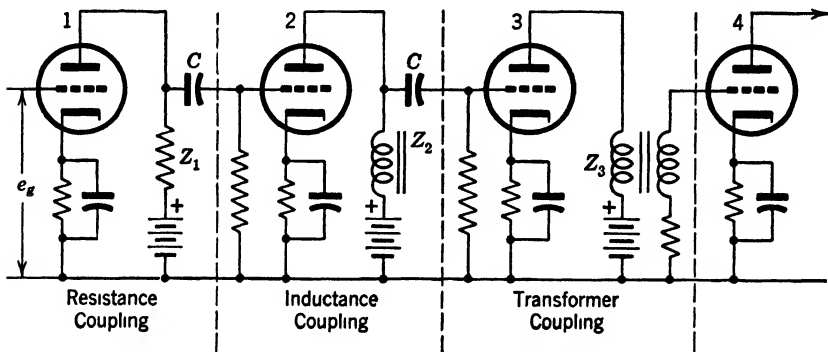 1
2
3
4
C
C
Z1
Z2
Z3
eg
+
+
+
Resistance
Coupling
Inductance
Coupling
Transformer
Coupling